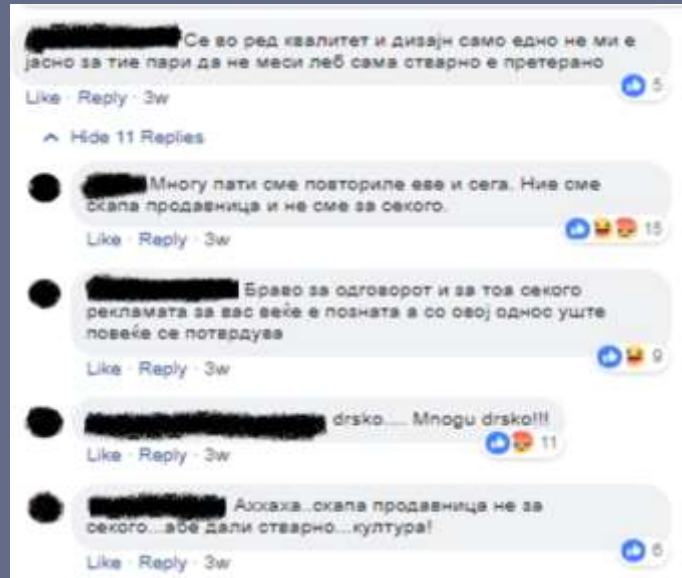 Се во ред квалитет и дизајн само едно не ми е
јасно за тие пари да не меси леб сама стварно е претерано
5
Like · Reply · 3w
Hide 11 Replies
Многу пати сме повториле еве и сега. Ние сме
скапа продавница и не сме за секого.
15
Like · Reply · 3w
Браво за одговорот и за тоа секого
рекламата за вас веќе е позната а со овој однос уште
повеќе се потврдува
9
Like · Reply · 3w
drsko.... Mnogu drsko!!!
11
Like · Reply · 3w
Аххаха..скапа продавница не за
секого...абе дали стварно...култура!
6
Like · Reply · 3w